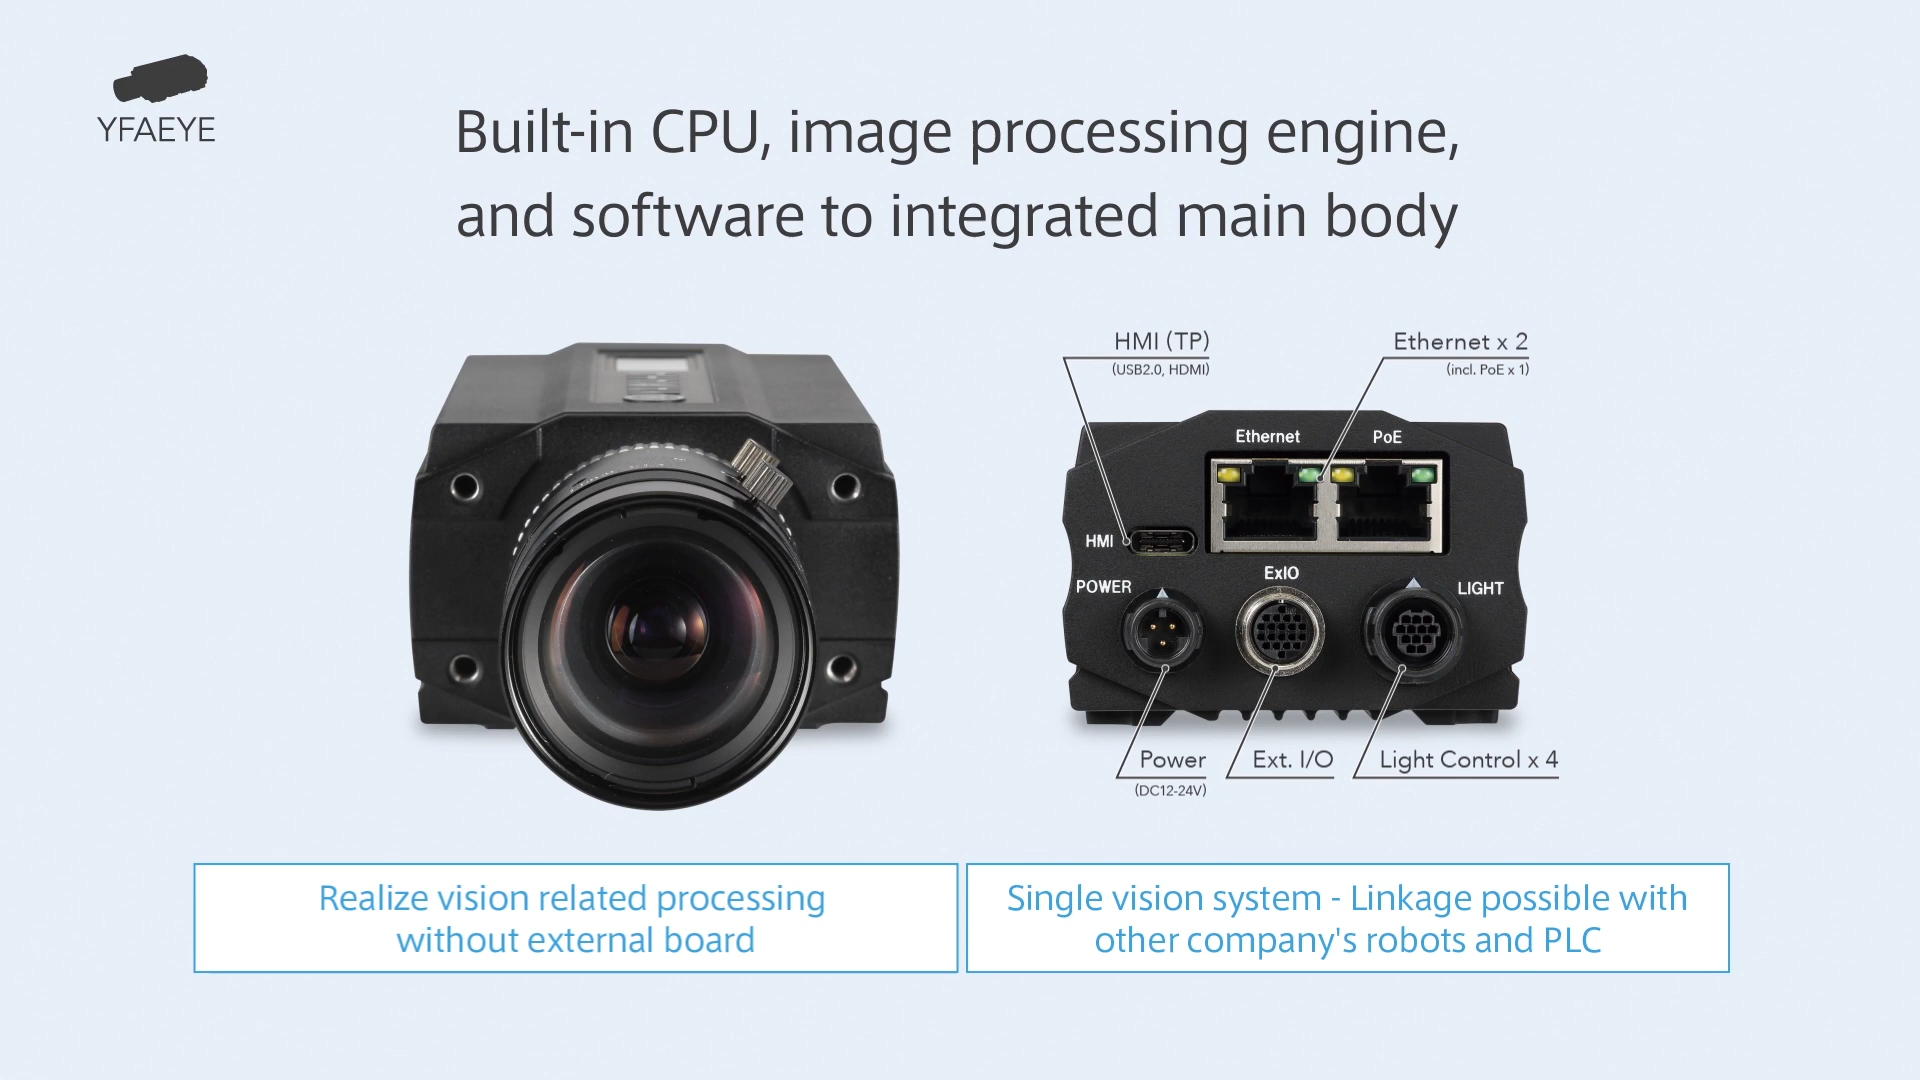 YFAEYE
Built-in CPU, image processing engine,
and software to integrated main body
HMI (TP)
(USB2.0, HDMI)
Ethernet x 2
(incl. PoE x 1)
Ethernet
PoE
HMI
POWER
ExIO
LIGHT
Power
(DC12-24V)
Ext. I/O
Light Control x 4
Realize vision related processing
without external board
Single vision system - Linkage possible with
other company's robots and PLC